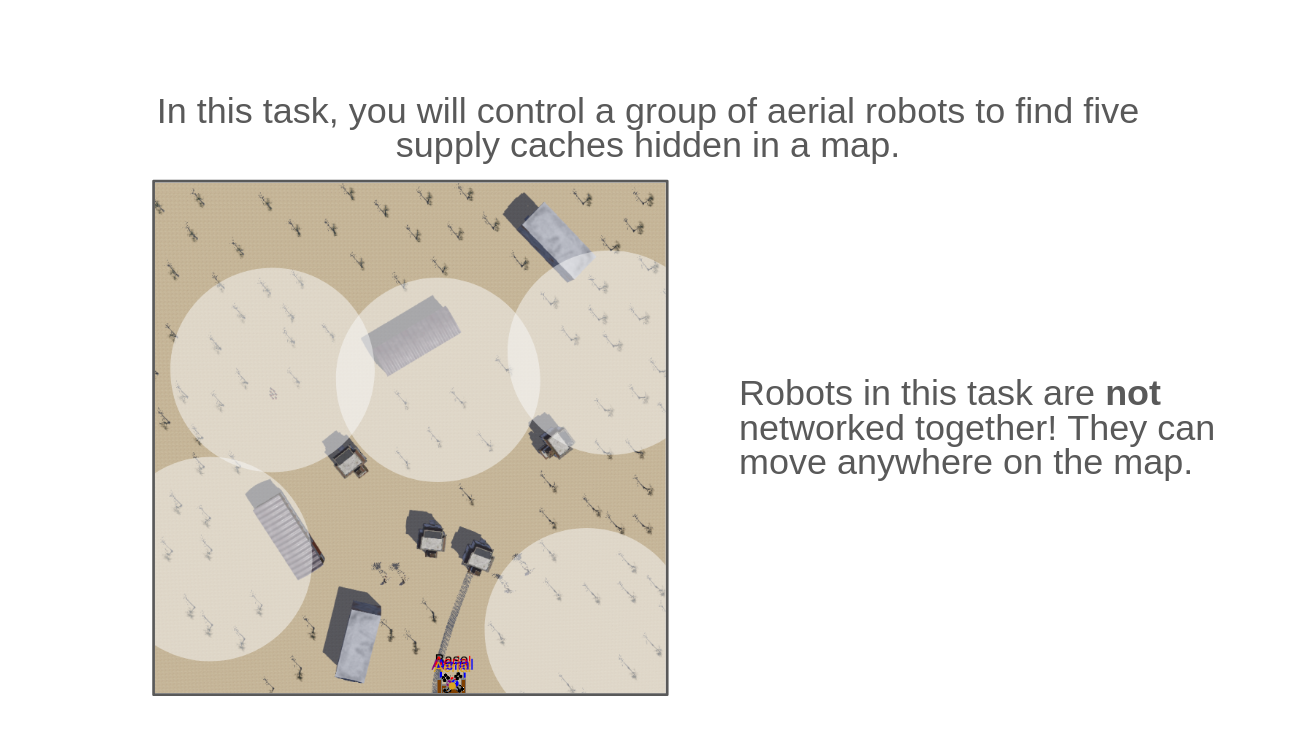 In this task, you will control a group of aerial robots to find five
supply caches hidden in a map.
Robots in this task are not
networked together! They can
move anywhere on the map.
Base
Aerial